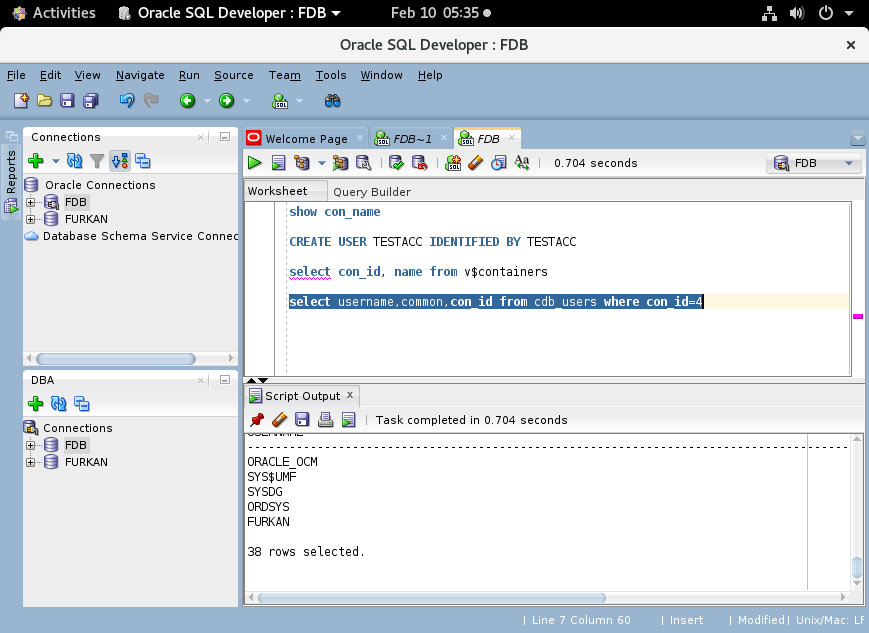 Activities
Oracle SQL Developer : FDB
Feb 10 05:35
Oracle SQL Developer : FDB
File Edit View Navigate Run Source Team Tools Window Help
Reports
Connections
Oracle Connections
FDB
FURKAN
Database Schema Service Connec
DBA
Connections
FDB
FURKAN
Welcome Page
FDB~1
FDB
0.704 seconds
FDB
Worksheet Query Builder
show con_name
CREATE USER TESTACC IDENTIFIED BY TESTACC
select con_id, name from v$containers
select username,common,con_id from cdb_users where con_id=4
Script Output
Task completed in 0.704 seconds
USERNAME
--------------------------------------------------------------------------------
ORACLE_OCM
SYS$UMF
SYSDG
ORDSYS
FURKAN
38 rows selected.
| Line 7 Column 60 | Insert | Modified| Unix/Mac: LF